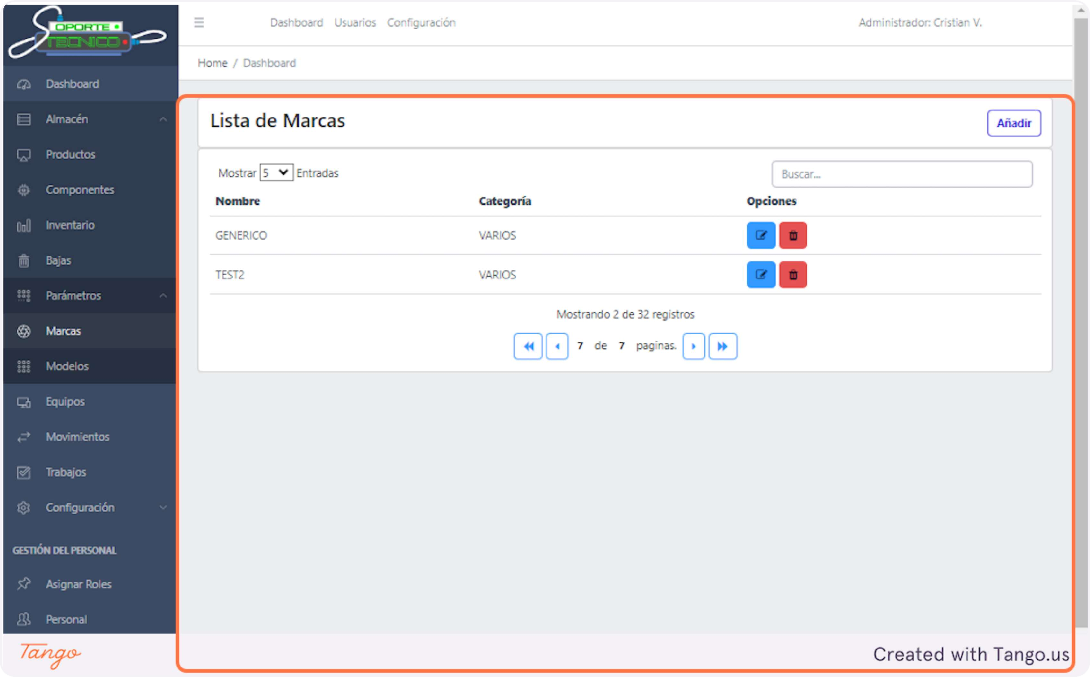 SOPORTE
TECNICO
Dashboard Usuarios Configuración Administrador: Cristian V.
Home / Dashboard
Dashboard
Almacén
Productos
Componentes
Inventario
Bajas
Parámetros
Marcas
Modelos
Equipos
Movimientos
Trabajos
Configuración
GESTIÓN DEL PERSONAL
Asignar Roles
Personal
Lista de Marcas Añadir
Mostrar 5 Entradas Buscar...
Nombre Categoría Opciones
GENERICO VARIOS
TEST2 VARIOS
Mostrando 2 de 32 registros
7 de 7 paginas.
Tango Created with Tango.us